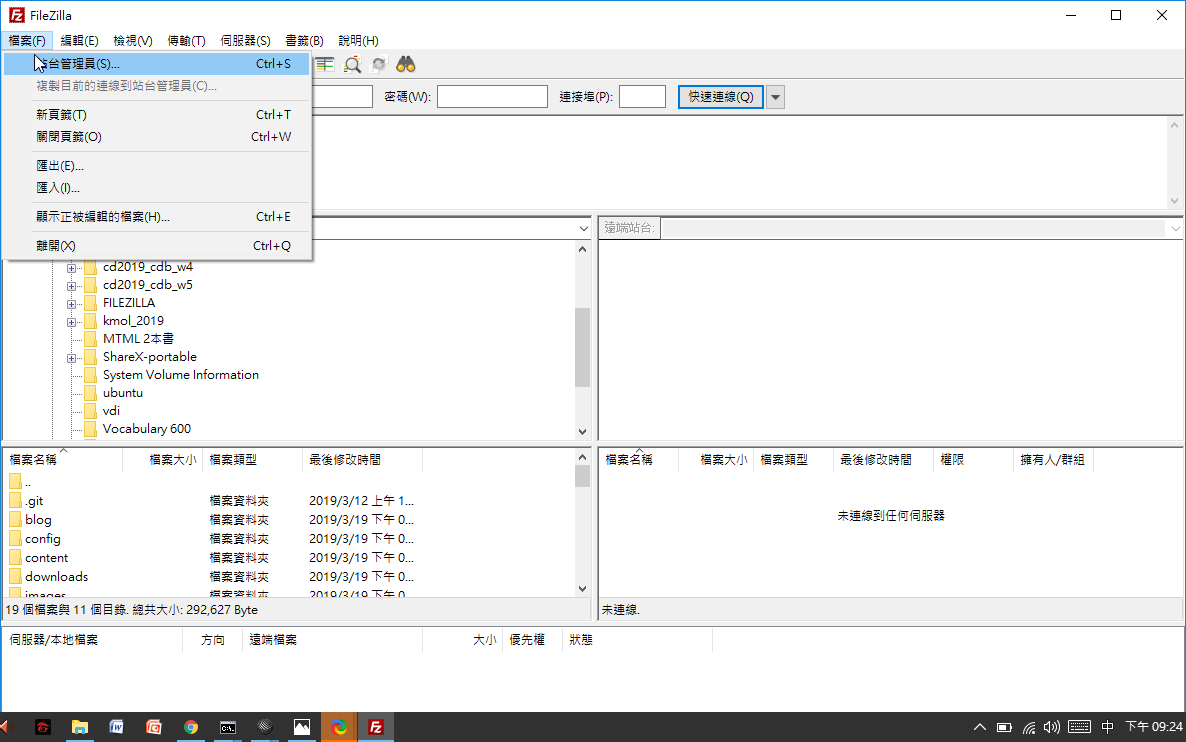 FileZilla
檔案(F) 編輯(E) 檢視(V) 傳輸(T) 伺服器(S) 書籤(B) 說明(H)
台管理員(S)... Ctrl+S
複製目前的連線到站台管理員(C)...
密碼(W): 連接埠(P): 快速連線(Q)
新頁籤(T) Ctrl+T
關閉頁籤(O) Ctrl+W
匯出(E)...
匯入(I)...
顯示正被編輯的檔案(H)... Ctrl+E
遠端站台:
離開(X) Ctrl+Q
cd2019_cdb_w4
cd2019_cdb_w5
FILEZILLA
kmol_2019
MTML 2本書
ShareX-portable
System Volume Information
ubuntu
vdi
Vocabulary 600
檔案名稱 檔案大小 檔案類型 最後修改時間
..
.git 檔案資料夾 2019/3/12 上午 1...
blog 檔案資料夾 2019/3/19 下午 0...
config 檔案資料夾 2019/3/19 下午 0...
content 檔案資料夾 2019/3/19 下午 0...
downloads 檔案資料夾 2019/3/19 下午 0...
images 檔案資料夾 2019/3/19 下午 0
19 個檔案與 11 個目錄. 總共大小: 292,627 Byte
檔案名稱 檔案大小 檔案類型 最後修改時間 權限 擁有人/群組
未連線到任何伺服器
未連線.
伺服器/本地檔案 方向 遠端檔案 大小 優先權 狀態
中 下午 09:24